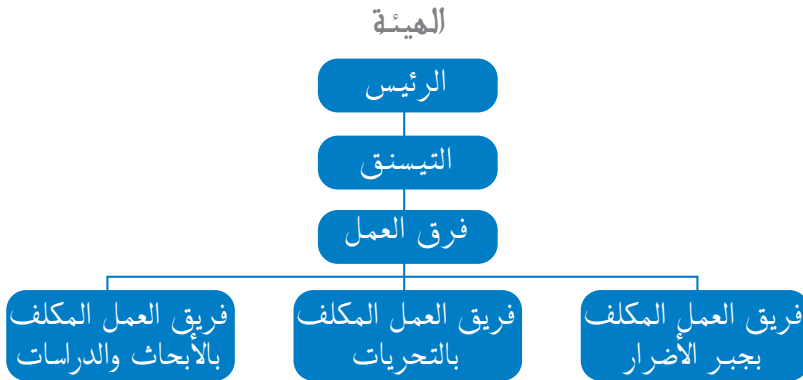 الهيئة
الرئيس
التيسنق
فرق العمل
فريق العمل المكلف
بجبر الأضرار
فريق العمل المكلف
بالتحريات
فريق العمل المكلف
بالأبحاث والدراسات